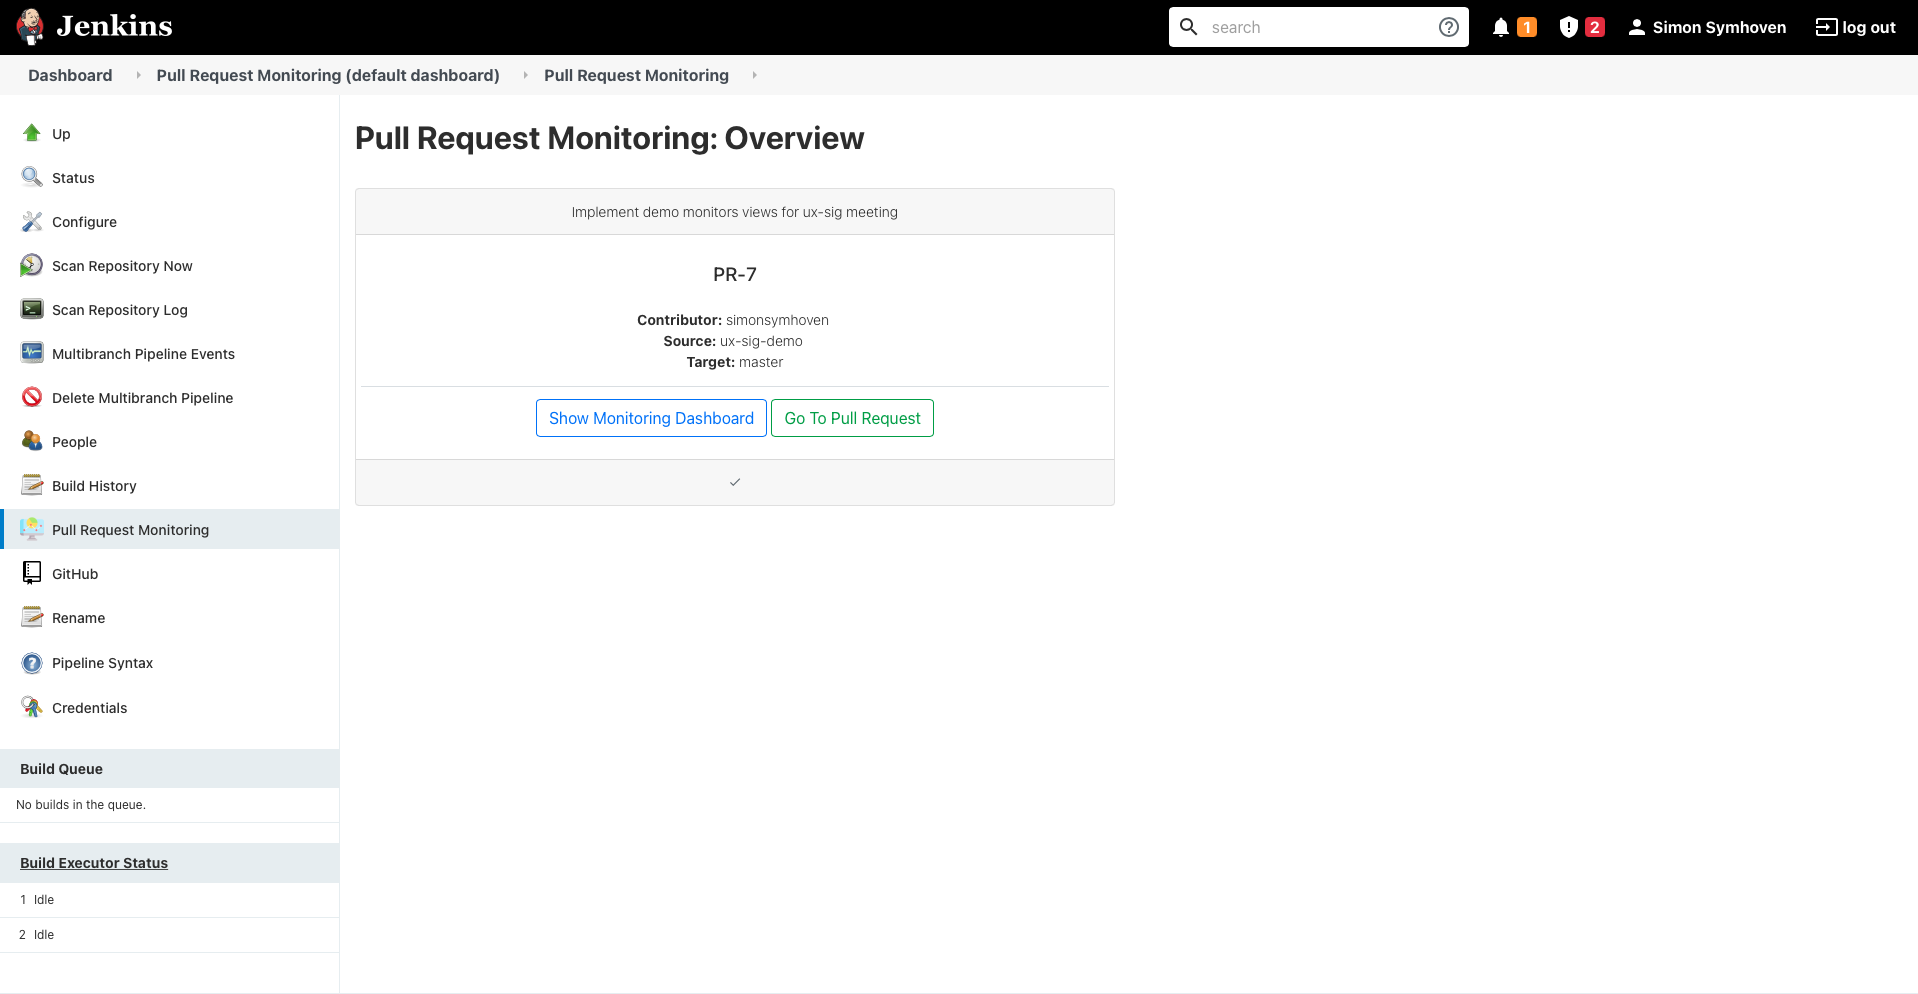 Jenkins
search
1
2
Simon Symhoven
log out
Dashboard
Pull Request Monitoring (default dashboard)
Pull Request Monitoring
Up
Status
Configure
Scan Repository Now
Scan Repository Log
Multibranch Pipeline Events
Delete Multibranch Pipeline
People
Build History
Pull Request Monitoring
GitHub
Rename
Pipeline Syntax
Credentials
Build Queue
No builds in the queue.
Build Executor Status
1 Idle
2 Idle
Pull Request Monitoring: Overview
Implement demo monitors views for ux-sig meeting
PR-7
Contributor: simonsymhoven
Source: ux-sig-demo
Target: master
Show Monitoring Dashboard
Go To Pull Request